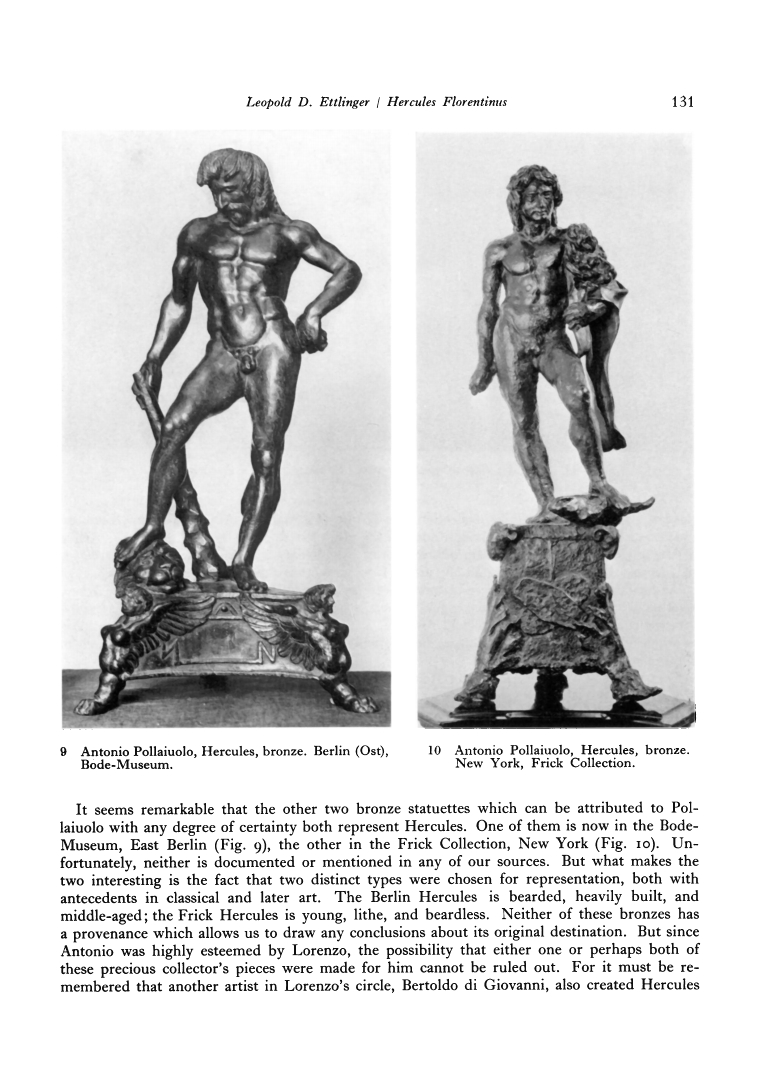 Leopold D. Ettlinger / Hercules Florentinus 131
9 Antonio Pollaiuolo, Hercules, bronze. Berlin (Ost),
Bode-Museum.
10 Antonio Pollaiuolo, Hercules, bronze.
New York, Frick Collection.
It seems remarkable that the other two bronze statuettes which can be attributed to Pol-
laiuolo with any degree of certainty both represent Hercules. One of them is now in the Bode-
Museum, East Berlin (Fig. 9), the other in the Frick Collection, New York (Fig. 10). Un-
fortunately, neither is documented or mentioned in any of our sources. But what makes the
two interesting is the fact that two distinct types were chosen for representation, both with
antecedents in classical and later art. The Berlin Hercules is bearded, heavily built, and
middle-aged; the Frick Hercules is young, lithe, and beardless. Neither of these bronzes has
a provenance which allows us to draw any conclusions about its original destination. But since
Antonio was highly esteemed by Lorenzo, the possibility that either one or perhaps both of
these precious collector's pieces were made for him cannot be ruled out. For it must be re-
membered that another artist in Lorenzo's circle, Bertoldo di Giovanni, also created Hercules